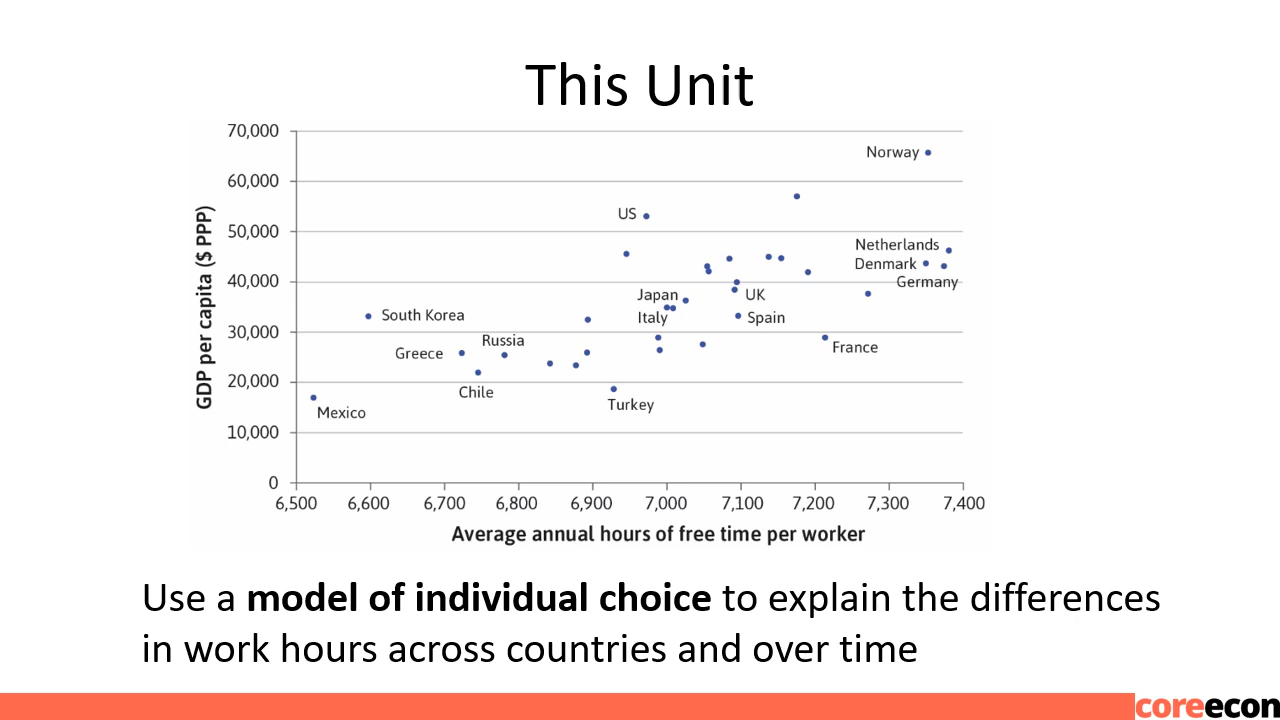 This Unit
70,000
60,000
50,000
40,000
30,000
20,000
10,000
0
GDP per capita ($ PPP)
Norway
US
Netherlands
Denmark
Germany
Japan
UK
Italy
Spain
South Korea
Russia
Greece
France
Chile
Turkey
Mexico
6,500 6,600 6,700 6,800 6,900 7,000 7,100 7,200 7,300 7,400
Average annual hours of free time per worker
Use a model of individual choice to explain the differences
in work hours across countries and over time
coreecon